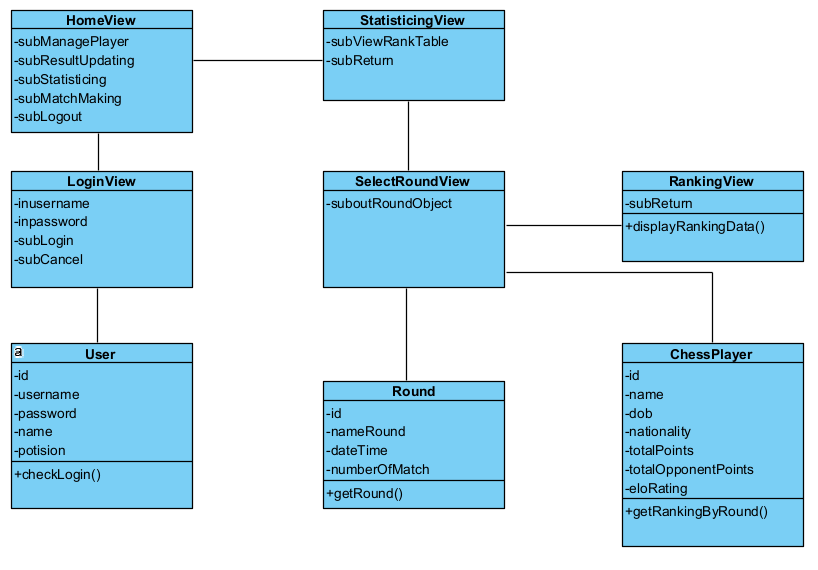 HomeView
-subManagePlayer
-subResultUpdating
-subStatisticing
-subMatchMaking
-subLogout
StatisticingView
-subViewRankTable
-subReturn
LoginView
-inusername
-inpassword
-subLogin
-subCancel
SelectRoundView
-suboutRoundObject
RankingView
-subReturn
+displayRankingData()
a
User
-id
-username
-password
-name
-potision
+checkLogin()
Round
-id
-nameRound
-dateTime
-numberOfMatch
+getRound()
ChessPlayer
-id
-name
-dob
-nationality
-totalPoints
-totalOpponentPoints
-eloRating
+getRankingByRound()